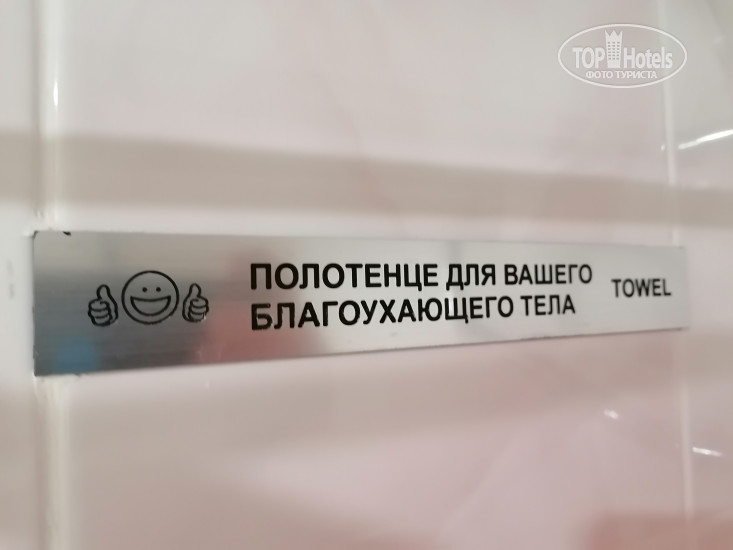 TOP Hotels
ФОТО ТУРИСТА
ПОЛОТЕНЦЕ ДЛЯ ВАШЕГО
БЛАГОУХАЮЩЕГО ТЕЛА
TOWEL